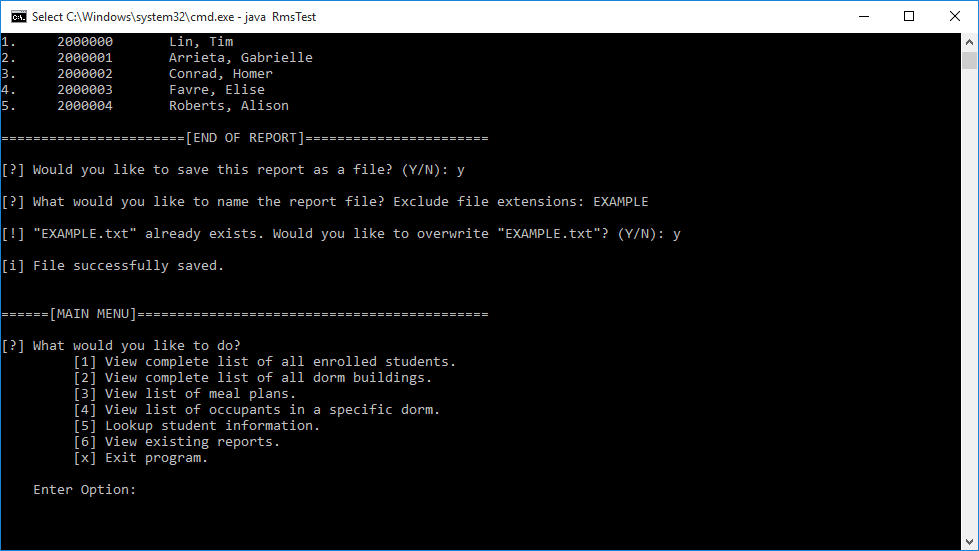 Select C:\Windows\system32\cmd.exe - java  RmsTest
1.     2000000       Lin, Tim
2.     2000001       Arrieta, Gabrielle
3.     2000002       Conrad, Homer
4.     2000003       Favre, Elise
5.     2000004       Roberts, Alison
=======================[END OF REPORT]=======================
[?] Would you like to save this report as a file? (Y/N): y
[?] What would you like to name the report file? Exclude file extensions: EXAMPLE
[!] "EXAMPLE.txt" already exists. Would you like to overwrite "EXAMPLE.txt"? (Y/N): y
[i] File successfully saved.
======[MAIN MENU]============================================
[?] What would you like to do?
[1] View complete list of all enrolled students.
[2] View complete list of all dorm buildings.
[3] View list of meal plans.
[4] View list of occupants in a specific dorm.
[5] Lookup student information.
[6] View existing reports.
[x] Exit program.
Enter Option: